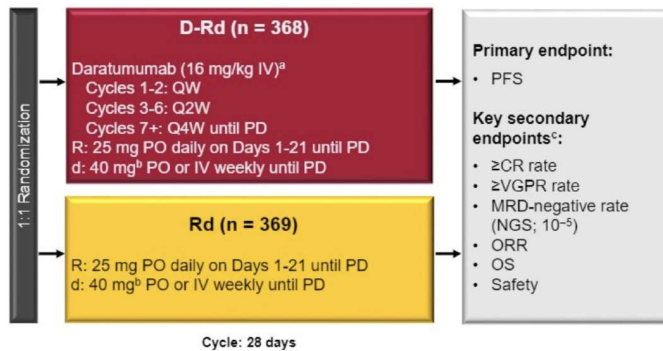 1:1 Randomization
D-Rd (n = 368)
Daratumumab (16 mg/kg IV)ᵃ
Cycles 1-2: QW
Cycles 3-6: Q2W
Cycles 7+: Q4W until PD
R: 25 mg PO daily on Days 1-21 until PD
d: 40 mgᵇ PO or IV weekly until PD
Rd (n = 369)
R: 25 mg PO daily on Days 1-21 until PD
d: 40 mgᵇ PO or IV weekly until PD
Cycle: 28 days
Primary endpoint:
• PFS
Key secondary
endpointsᶜ:
• ≥CR rate
• ≥VGPR rate
• MRD-negative rate
(NGS; 10⁻⁵)
• ORR
• OS
• Safety